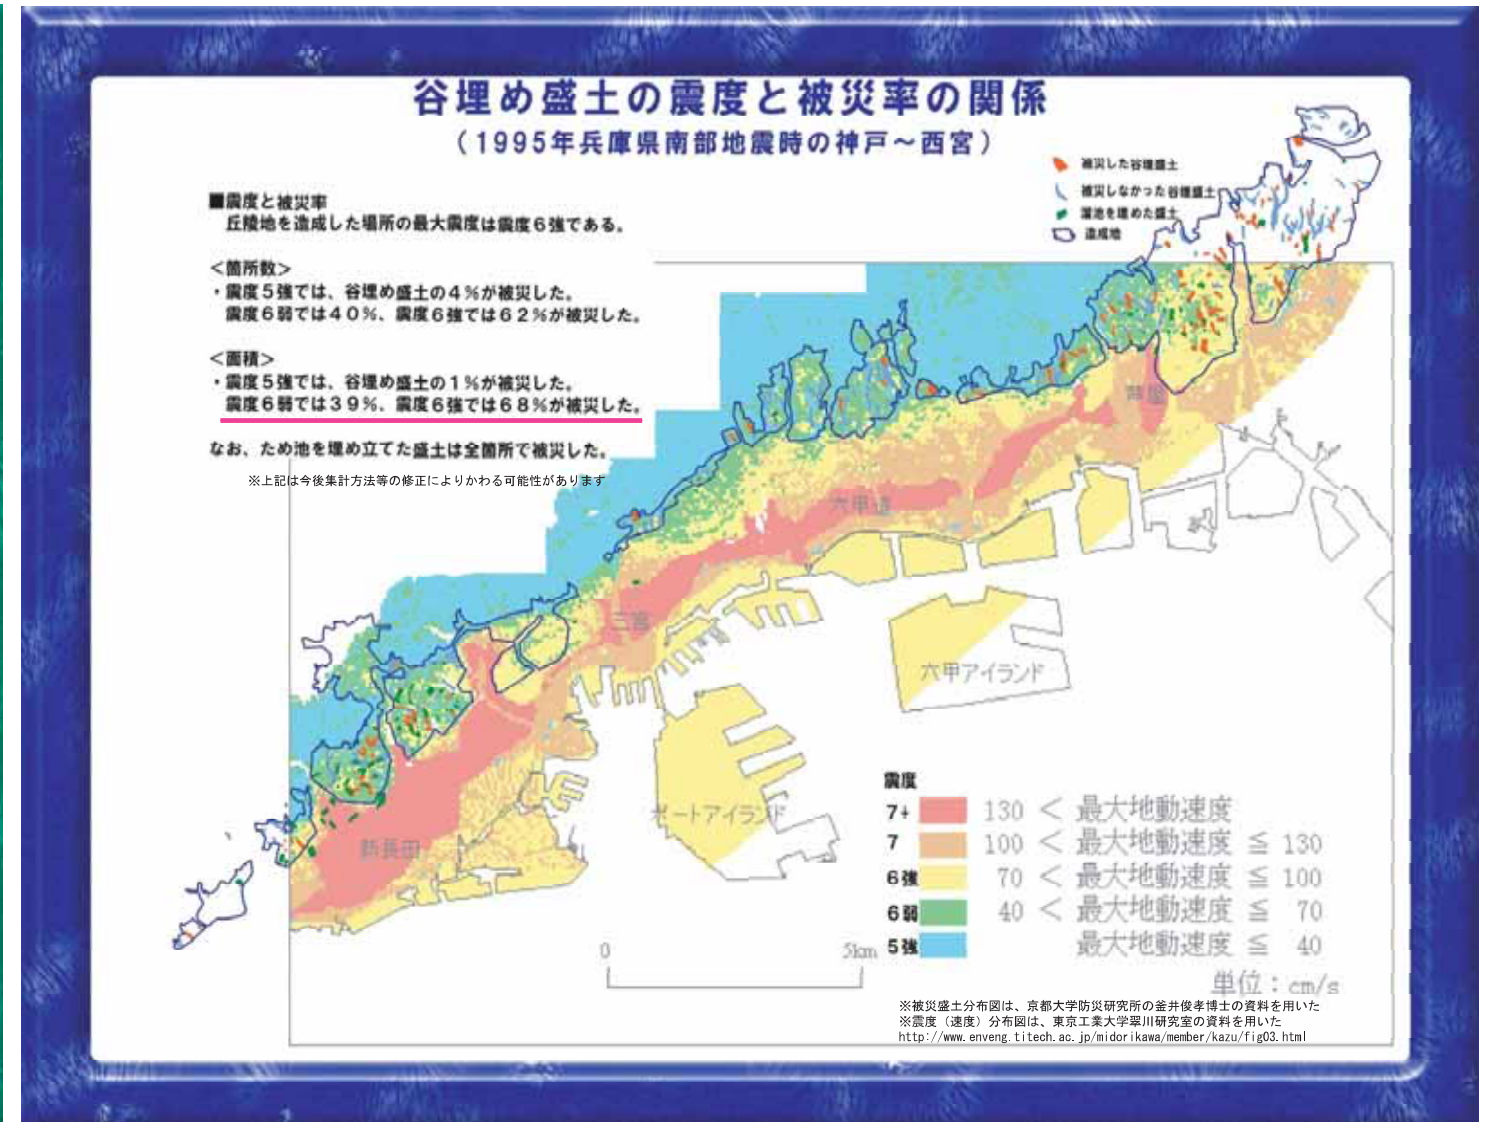 谷埋め盛土の震度と被災率の関係
（1995年兵庫県南部地震時の神戸～西宮）
被災した谷埋盛土
被災しなかった谷埋盛土
溜池を埋めた盛土
造成地
■震度と被災率
丘陵地を造成した場所の最大震度は震度６強である。
＜箇所数＞
・震度５強では、谷埋め盛土の４％が被災した。
震度６弱では４０％、震度６強では６２％が被災した。
＜面積＞
・震度５強では、谷埋め盛土の１％が被災した。
震度６弱では３９％、震度６強では６８％が被災した。
なお、ため池を埋め立てた盛土は全箇所で被災した。
※上記は今後集計方法等の修正によりかわる可能性があります
芦屋
六甲道
三宮
六甲アイランド
ポートアイランド
新長田
震度
7+ 130 ＜ 最大地動速度
7 100 ＜ 最大地動速度 ≦ 130
6強 70 ＜ 最大地動速度 ≦ 100
6弱 40 ＜ 最大地動速度 ≦ 70
5強 最大地動速度 ≦ 40
単位：cm/s
0 5km
※被災盛土分布図は、京都大学防災研究所の釜井俊孝博士の資料を用いた
※震度（速度）分布図は、東京工業大学翠川研究室の資料を用いた
http://www.enveng.titech.ac.jp/midorikawa/member/kazu/fig03.html